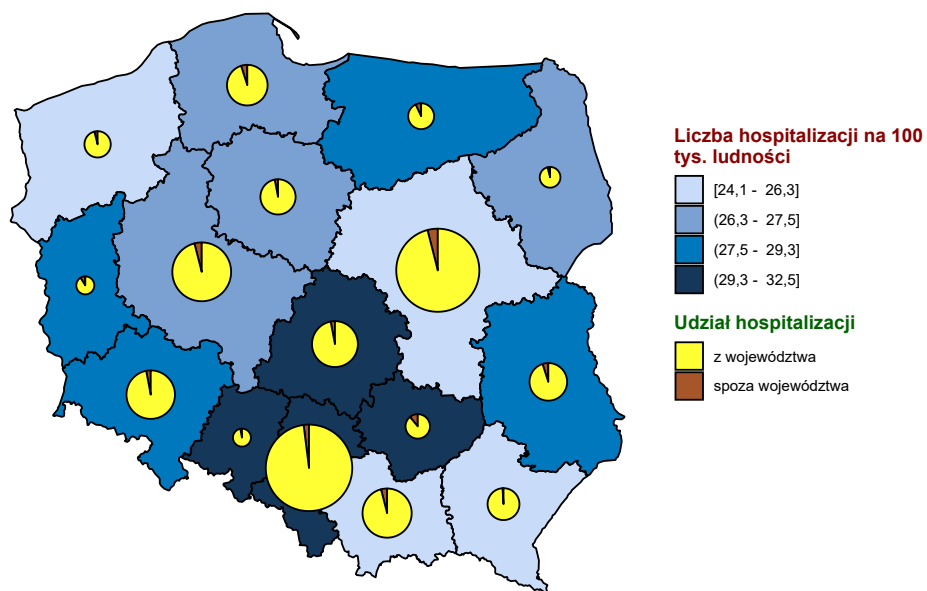 Liczba hospitalizacji na 100
tys. ludności
[24,1 - 26,3]
(26,3 - 27,5]
(27,5 - 29,3]
(29,3 - 32,5]
Udział hospitalizacji
z województwa
spoza województwa